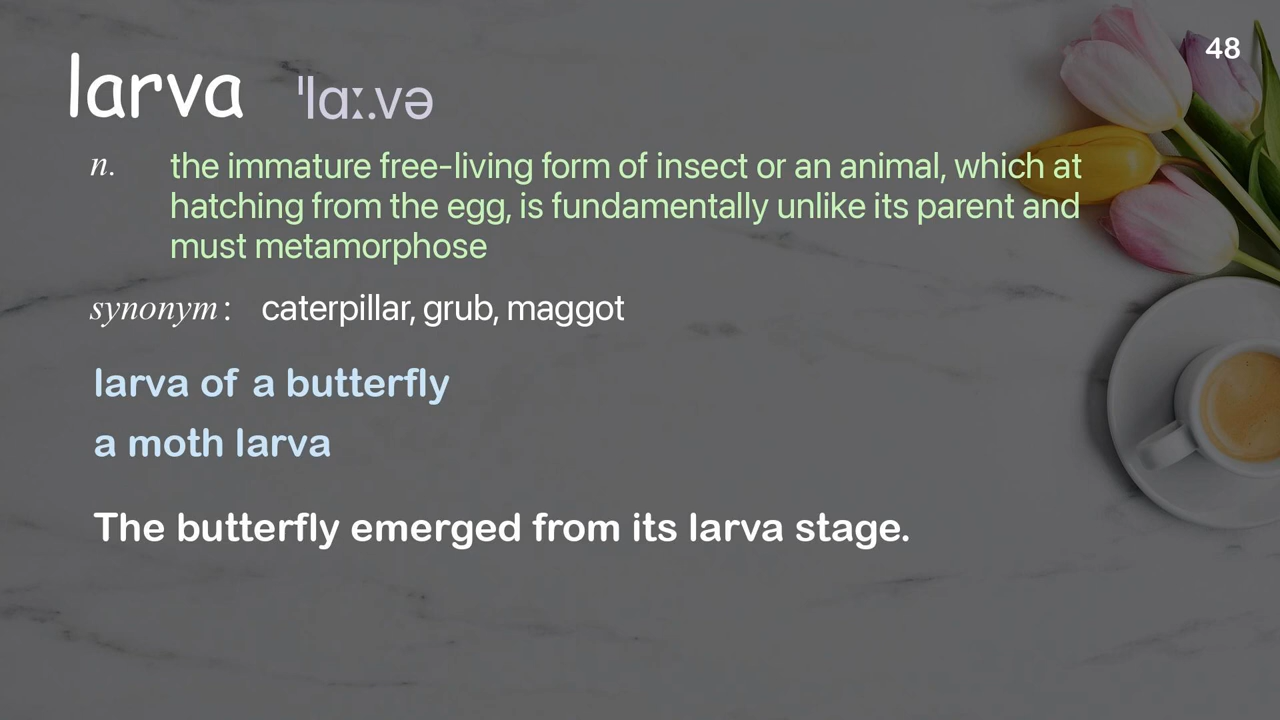 48
larva ˈlɑː.və
n. the immature free-living form of insect or an animal, which at
hatching from the egg, is fundamentally unlike its parent and
must metamorphose
synonym: caterpillar, grub, maggot
larva of a butterfly
a moth larva
The butterfly emerged from its larva stage.